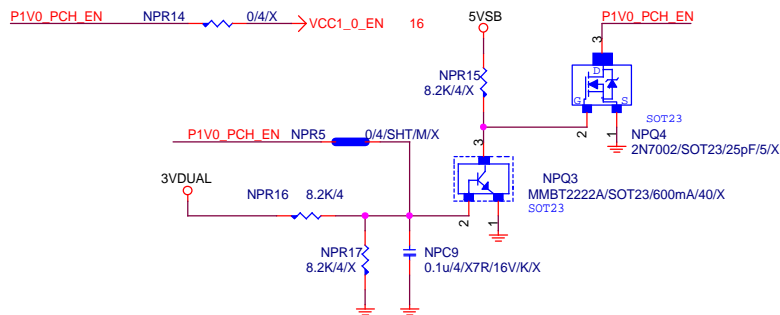 P1V0_PCH_EN NPR14 0/4/X VCC1_0_EN 16
5VSB
P1V0_PCH_EN
NPR15
8.2K/4/X
3
D
G S
SOT23
2
1
NPQ4
2N7002/SOT23/25pF/5/X
P1V0_PCH_EN NPR5 0/4/SHT/M/X
3
NPQ3
MMBT2222A/SOT23/600mA/40/X
SOT23
2
1
3VDUAL
NPR16 8.2K/4
NPR17
8.2K/4/X
NPC9
0.1u/4/X7R/16V/K/X